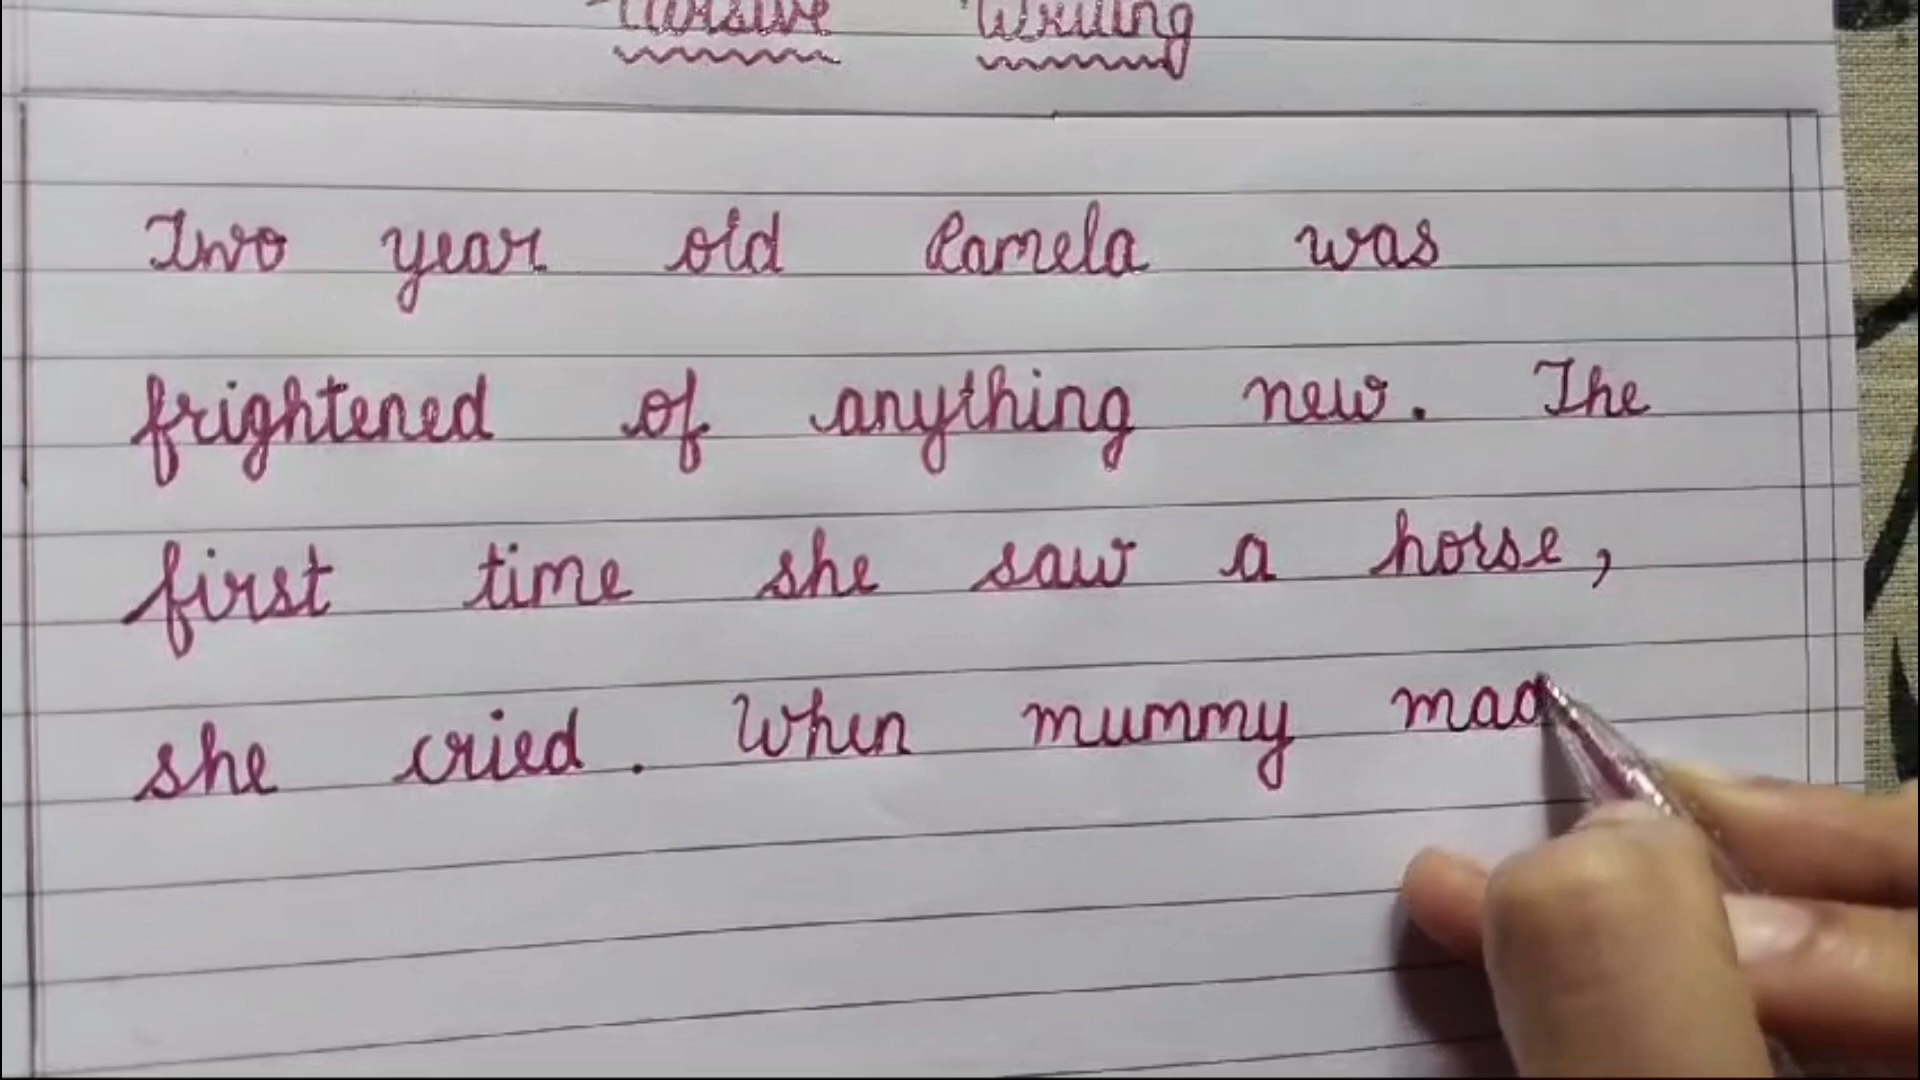 Cursive Writing
Two year old Pamela was
frightened of anything new. The
first time she saw a horse,
she cried. When mummy mad